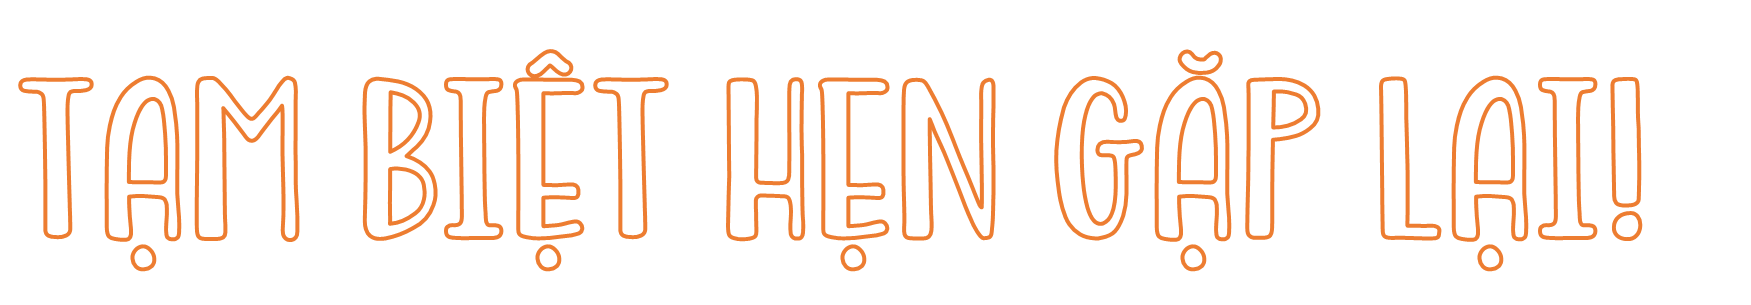 TẠM BIỆT HẸN GẶP LẠI!